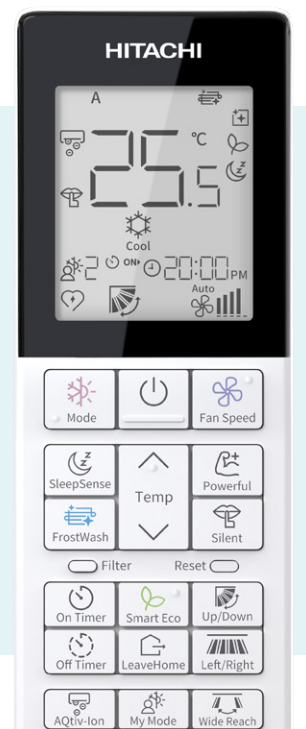 HITACHI
A
25.5 °C
Cool
2 ON 20:00 PM
Auto
Mode
Fan Speed
SleepSense
Temp
Powerful
FrostWash
Silent
Filter
Reset
On Timer
Smart Eco
Up/Down
Off Timer
LeaveHome
Left/Right
AQtiv-Ion
My Mode
Wide Reach